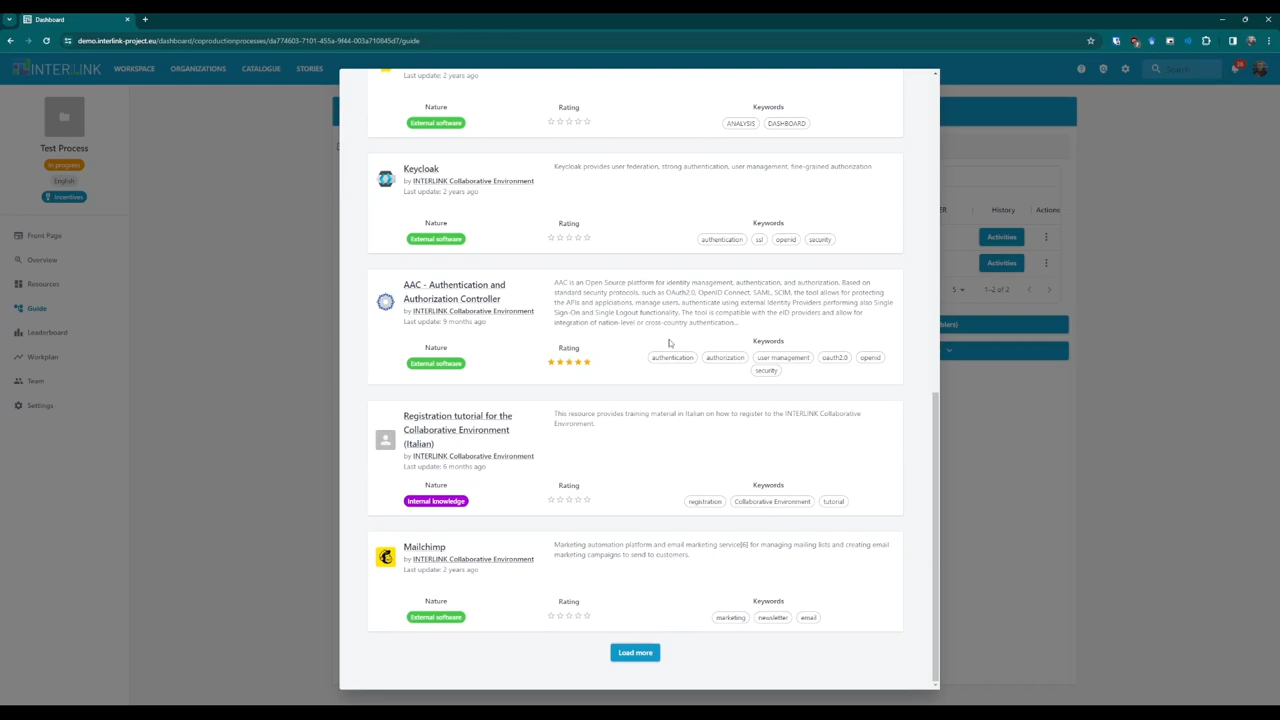 Dashboard
demo.interlink-project.eu/dashboard/coproductionprocesses/da774603-7101-455a-9f44-003a710845d7/guide
INTERLINK
WORKSPACE
ORGANIZATIONS
CATALOGUE
STORIES
Search
Test Process
In progress
English
Incentives
Front Page
Overview
Resources
Guide
Leaderboard
Workplan
Team
Settings
Last update: 2 years ago
Nature
Rating
Keywords
External software
ANALYSIS
DASHBOARD
Keycloak
by INTERLINK Collaborative Environment
Last update: 2 years ago
Keycloak provides user federation, strong authentication, user management, fine-grained authorization
Nature
Rating
Keywords
External software
authentication
ssl
openid
security
AAC - Authentication and
Authorization Controller
by INTERLINK Collaborative Environment
Last update: 9 months ago
AAC is an Open Source platform for identity management, authentication, and authorization. Based on
standard security protocols, such as OAuth2.0, OpenID Connect, SAML, SCIM, the tool allows for protecting
the APIs and applications, manage users, authenticate using external Identity Providers performing also Single
Sign-On and Single Logout functionality. The tool is compatible with the eID providers and allow for
integration of nation-level or cross-country authentication...
Nature
Rating
Keywords
External software
authentication
authorization
user management
oauth2.0
openid
security
Registration tutorial for the
Collaborative Environment
(Italian)
by INTERLINK Collaborative Environment
Last update: 6 months ago
This resource provides training material in Italian on how to register to the INTERLINK Collaborative
Environment.
Nature
Rating
Keywords
Internal knowledge
registration
Collaborative Environment
tutorial
Mailchimp
by INTERLINK Collaborative Environment
Last update: 2 years ago
Marketing automation platform and email marketing service[6] for managing mailing lists and creating email
marketing campaigns to send to customers.
Nature
Rating
Keywords
External software
marketing
newsletter
email
Load more
ER
History
Actions
Activities
Activities
5
1–2 of 2